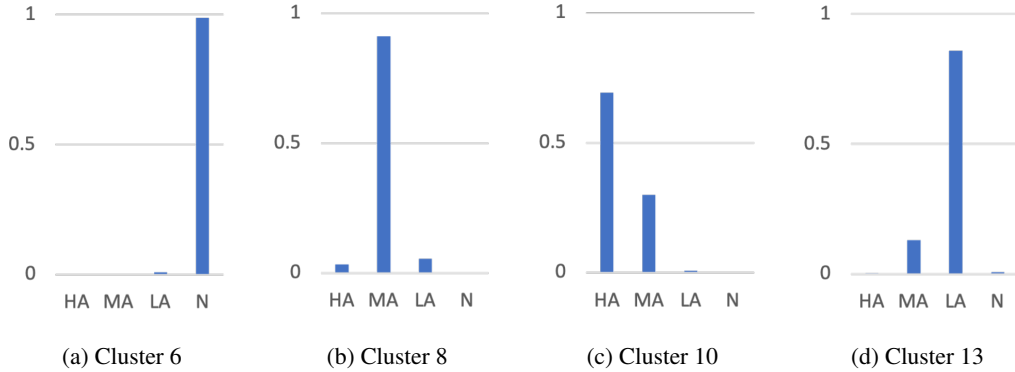 1
0.5
0
HA MA LA N
(a) Cluster 6
1
0.5
0
HA MA LA N
(b) Cluster 8
1
0.5
0
HA MA LA N
(c) Cluster 10
1
0.5
0
HA MA LA N
(d) Cluster 13